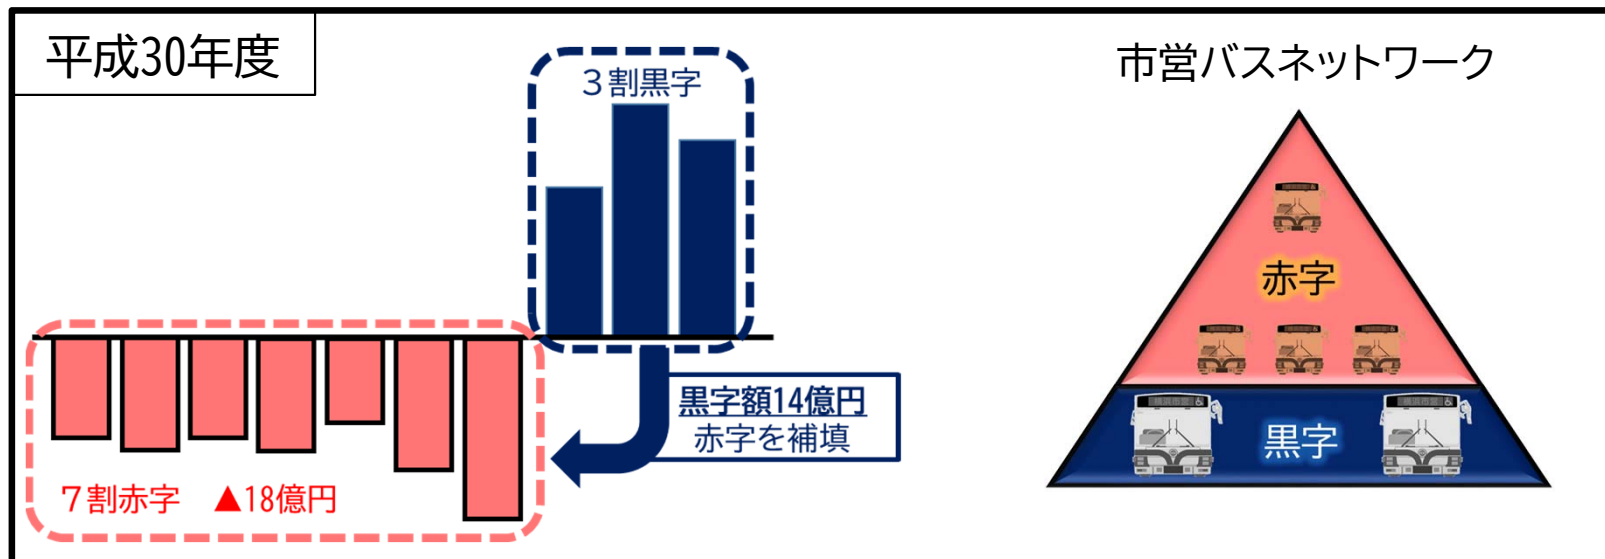 平成30年度
３割黒字
市営バスネットワーク
赤字
黒字額14億円
赤字を補填
黒字
７割赤字　▲18億円